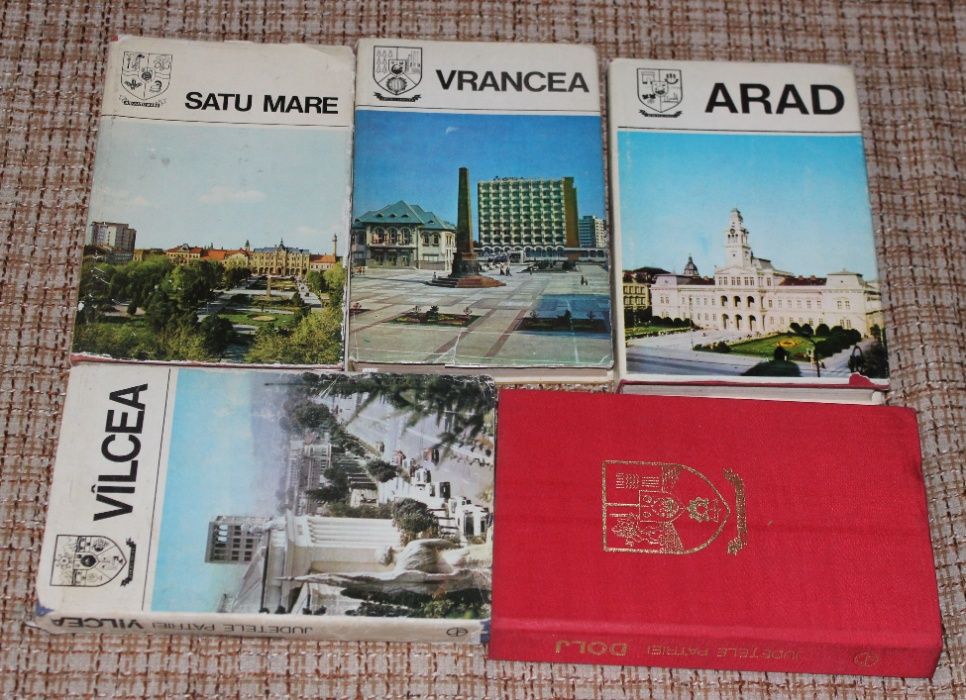 SATU MARE
VRANCEA
ARAD
VÎLCEA
JUDEȚELE PATRIEI VÎLCEA
JUDEȚELE PATRIEI DOLJ